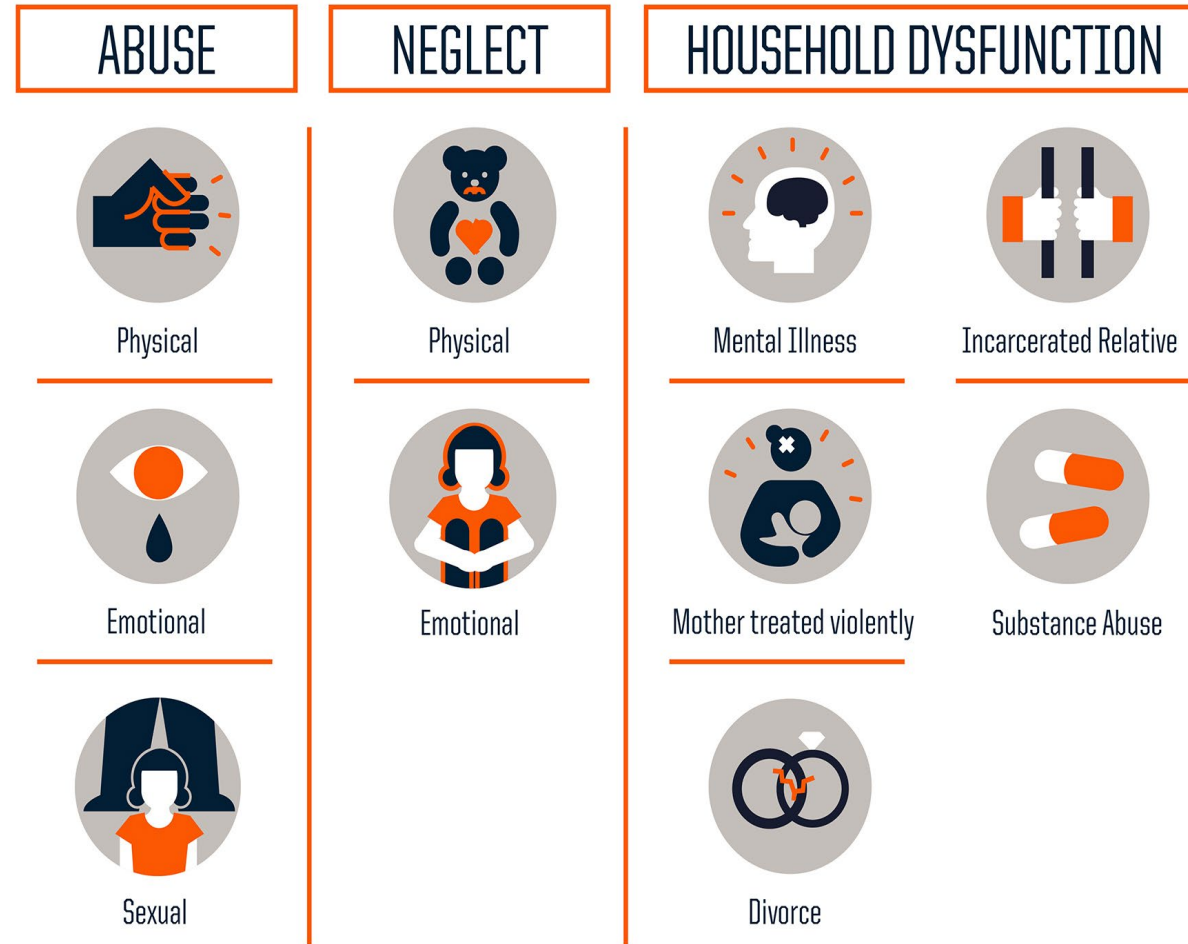 ABUSE
NEGLECT
HOUSEHOLD DYSFUNCTION
Physical
Emotional
Sexual
Physical
Emotional
Mental Illness
Incarcerated Relative
Mother treated violently
Substance Abuse
Divorce